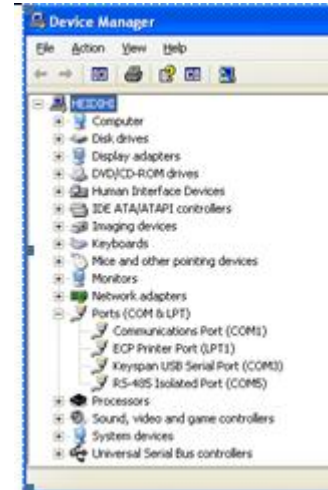 Device Manager
File Action View Help
Computer
Disk drives
Display adapters
DVD/CD-ROM drives
Human Interface Devices
IDE ATA/ATAPI controllers
Imaging devices
Keyboards
Mice and other pointing devices
Monitors
Network adapters
Ports (COM & LPT)
Communications Port (COM1)
ECP Printer Port (LPT1)
Keyspan USB Serial Port (COM3)
RS-485 Isolated Port (COM5)
Processors
Sound, video and game controllers
System devices
Universal Serial Bus controllers